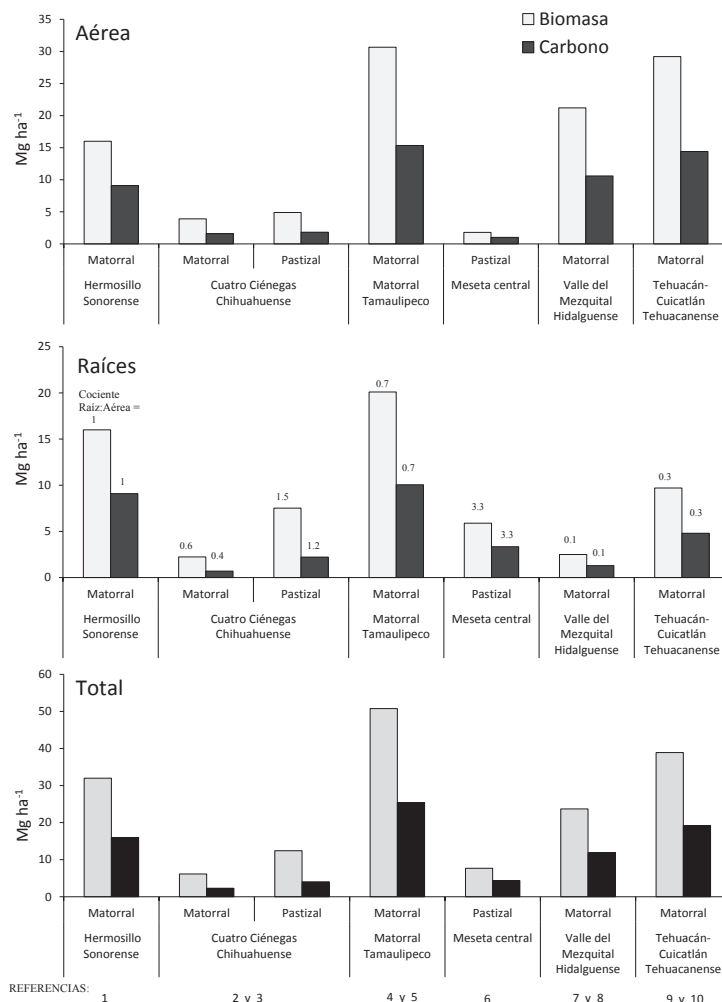 Aérea
Biomasa
Carbono
Mg ha-1
35
30
25
20
15
10
5
0
Matorral Matorral Pastizal Matorral Pastizal Matorral Matorral
Hermosillo Cuatro Ciénegas Matorral Meseta central Valle del Tehuacán-
Sonorense Chihuahuense Tamaulipeco Mezquital Cuicatlán
Hidalguense Tehuacanense
Raíces
Cociente
Raíz:Aérea =
Mg ha-1
25
20
15
10
5
0
1 1 0.6 0.4 1.5 1.2 0.7 0.7 3.3 3.3 0.1 0.1 0.3 0.3
Matorral Matorral Pastizal Matorral Pastizal Matorral Matorral
Hermosillo Cuatro Ciénegas Matorral Meseta central Valle del Tehuacán-
Sonorense Chihuahuense Tamaulipeco Mezquital Cuicatlán
Hidalguense Tehuacanense
Total
Mg ha-1
60
50
40
30
20
10
0
Matorral Matorral Pastizal Matorral Pastizal Matorral Matorral
Hermosillo Cuatro Ciénegas Matorral Meseta central Valle del Tehuacán-
Sonorense Chihuahuense Tamaulipeco Mezquital Cuicatlán
Hidalguense Tehuacanense
REFERENCIAS:
1 2 y 3 4 y 5 6 7 y 8 9 y 10